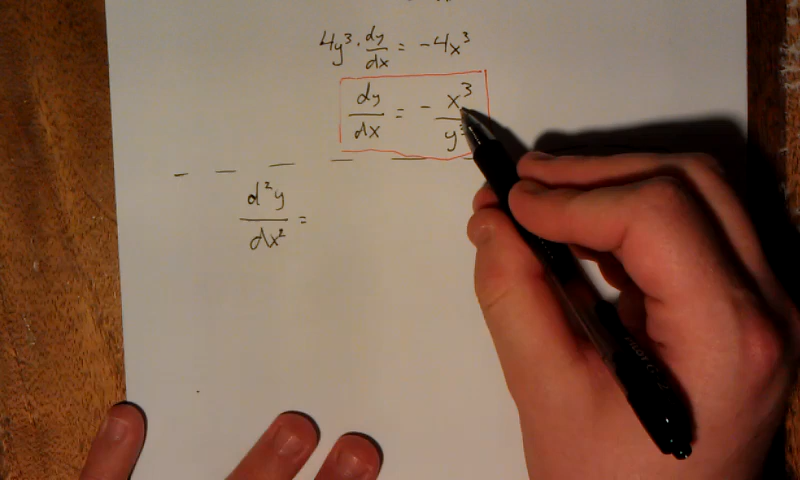 4y³ · dy/dx = -4x³
dy/dx = - x³/y³
d²y/dx² =